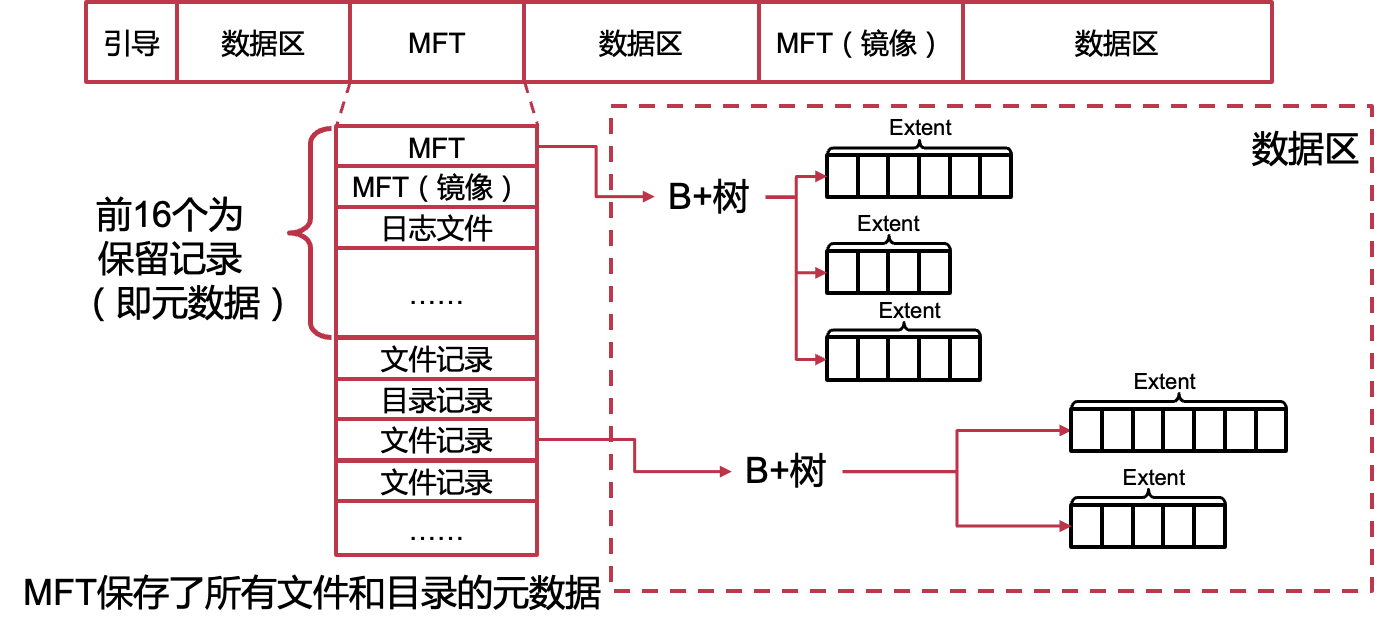 引导
数据区
MFT
数据区
MFT（镜像）
数据区
MFT
MFT（镜像）
日志文件
……
文件记录
目录记录
文件记录
文件记录
……
前16个为
保留记录
（即元数据）
数据区
B+树
Extent
Extent
Extent
B+树
Extent
Extent
MFT保存了所有文件和目录的元数据